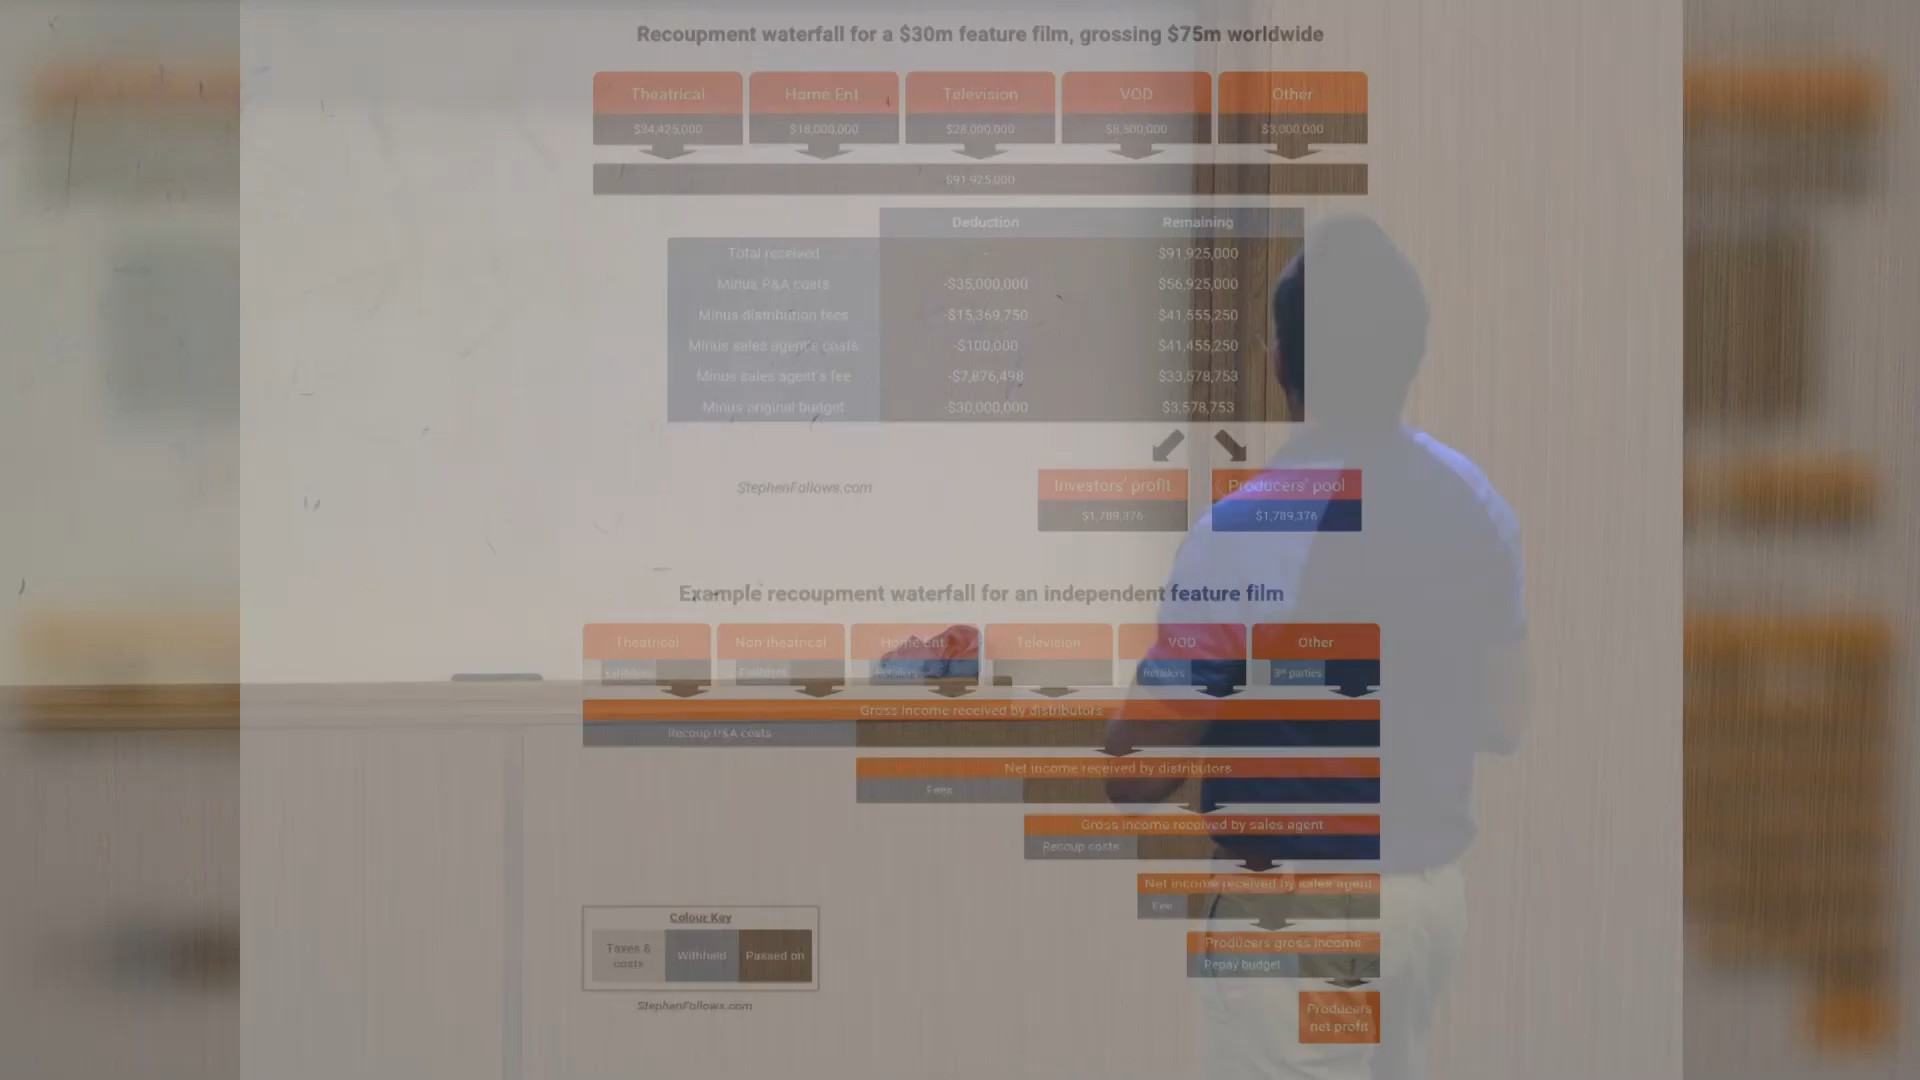 Recoupment waterfall for a $30m feature film, grossing $75m worldwide
Theatrical Home Ent Television VOD Other
$34,425,000 $18,000,000 $28,000,000 $8,500,000 $3,000,000
$91,925,000
Deduction Remaining
Total received - $91,925,000
Minus P&A costs -$35,000,000 $56,925,000
Minus distribution fees -$15,369,750 $41,555,250
Minus sales agent's costs -$100,000 $41,455,250
Minus sales agent's fee -$7,876,498 $33,578,753
Minus original budget -$30,000,000 $3,578,753
Investors' profit Producers' pool
StephenFollows.com
$1,789,376 $1,789,376
Example recoupment waterfall for an independent feature film
Theatrical Non theatrical Home Ent Television VOD Other
Exhibitors Exhibitors Retailers Retailers 3rd parties
Gross income received by distributors
Recoup P&A costs
Net income received by distributors
Fees
Gross income received by sales agent
Recoup costs
Net income received by sales agent
Fee
Producers gross income
Repay budget
Producers
net profit
Colour Key
Taxes &
costs
Withheld
Passed on
StephenFollows.com